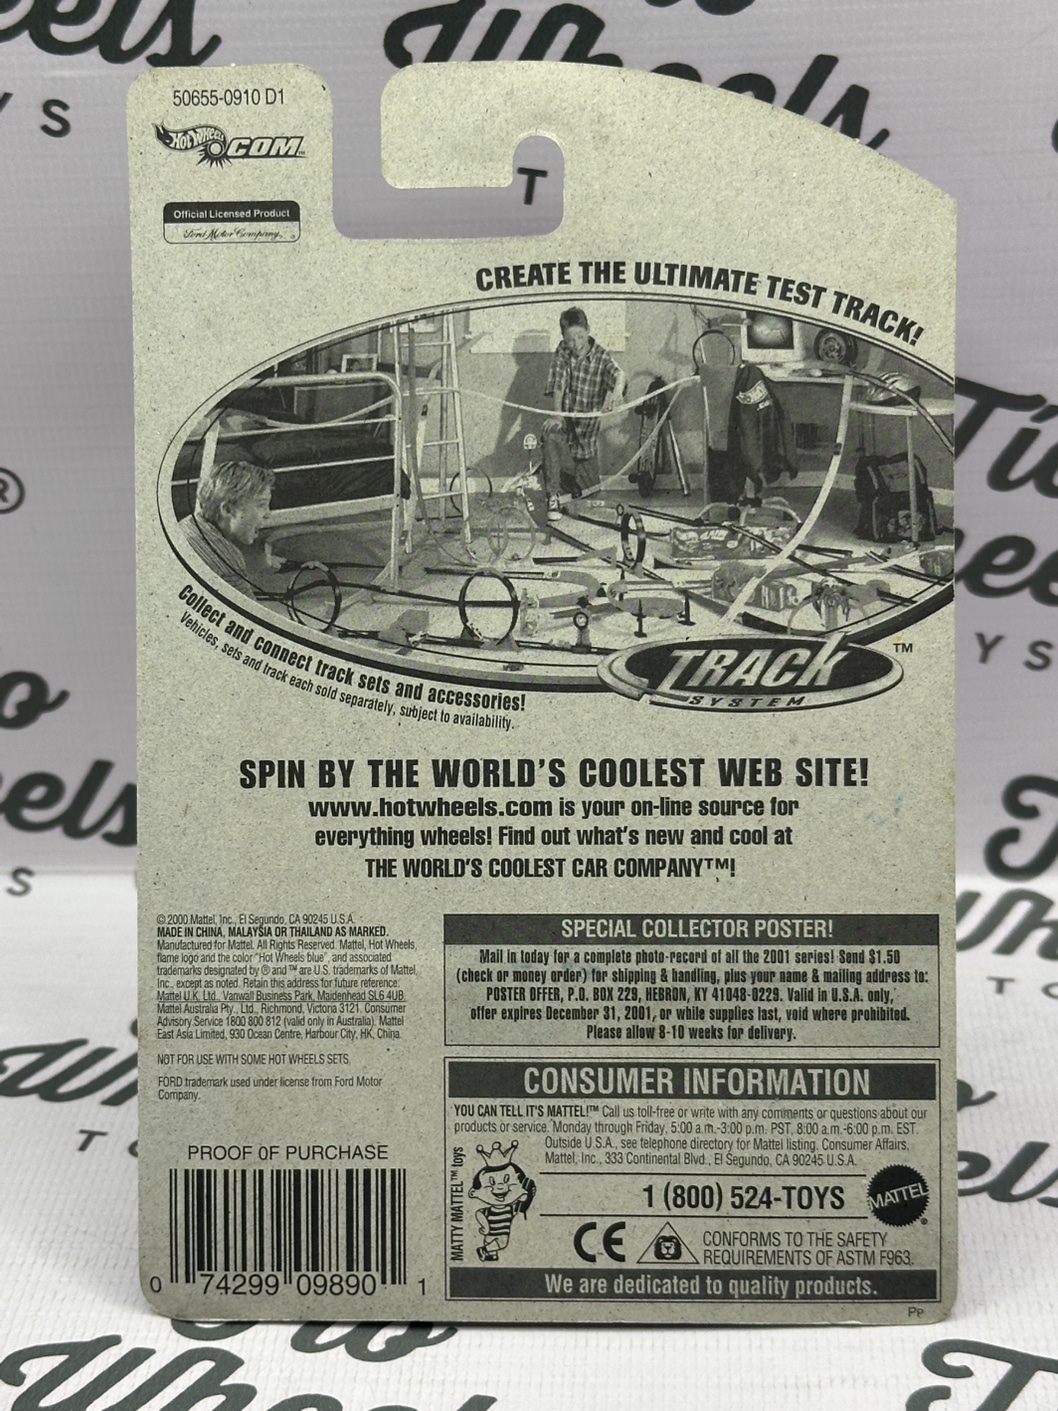 50655-0910 D1
HOT WHEELS.COM™
Official Licensed Product
Ford Motor Company
CREATE THE ULTIMATE TEST TRACK!
Collect and connect track sets and accessories!
Vehicles, sets and track each sold separately, subject to availability.
TRACK ™
SYSTEM
SPIN BY THE WORLD'S COOLEST WEB SITE!
www.hotwheels.com is your on-line source for
everything wheels! Find out what's new and cool at
THE WORLD'S COOLEST CAR COMPANY™!
© 2000 Mattel, Inc., El Segundo, CA 90245 U.S.A.
MADE IN CHINA, MALAYSIA OR THAILAND AS MARKED.
Manufactured for Mattel. All Rights Reserved. Mattel, Hot Wheels,
flame logo and the color "Hot Wheels blue", and associated
trademarks designated by ® and ™ are U.S. trademarks of Mattel,
Inc., except as noted. Retain this address for future reference:
Mattel U.K. Ltd., Vanwall Business Park, Maidenhead SL6 4UB.
Mattel Australia Pty., Ltd., Richmond, Victoria 3121. Consumer
Advisory Service 1800 800 812 (valid only in Australia). Mattel
East Asia Limited, 930 Ocean Centre, Harbour City, HK, China.
NOT FOR USE WITH SOME HOT WHEELS SETS.
FORD trademark used under license from Ford Motor
Company.
PROOF OF PURCHASE
0 74299 09890 1
SPECIAL COLLECTOR POSTER!
Mail in today for a complete photo-record of all the 2001 series! Send $1.50
(check or money order) for shipping & handling, plus your name & mailing address to:
POSTER OFFER, P.O. BOX 229, HEBRON, KY 41048-0229. Valid in U.S.A. only,
offer expires December 31, 2001, or while supplies last, void where prohibited.
Please allow 8-10 weeks for delivery.
CONSUMER INFORMATION
YOU CAN TELL IT'S MATTEL!™ Call us toll-free or write with any comments or questions about our
products or service. Monday through Friday, 5:00 a.m.-3:00 p.m. PST, 8:00 a.m.-6:00 p.m. EST.
Outside U.S.A., see telephone directory for Mattel listing. Consumer Affairs,
Mattel, Inc., 333 Continental Blvd., El Segundo, CA 90245 U.S.A.
MATTY MATTEL™ toys
1 (800) 524-TOYS
MATTEL®
CE
CONFORMS TO THE SAFETY
REQUIREMENTS OF ASTM F963.
We are dedicated to quality products.
Pp